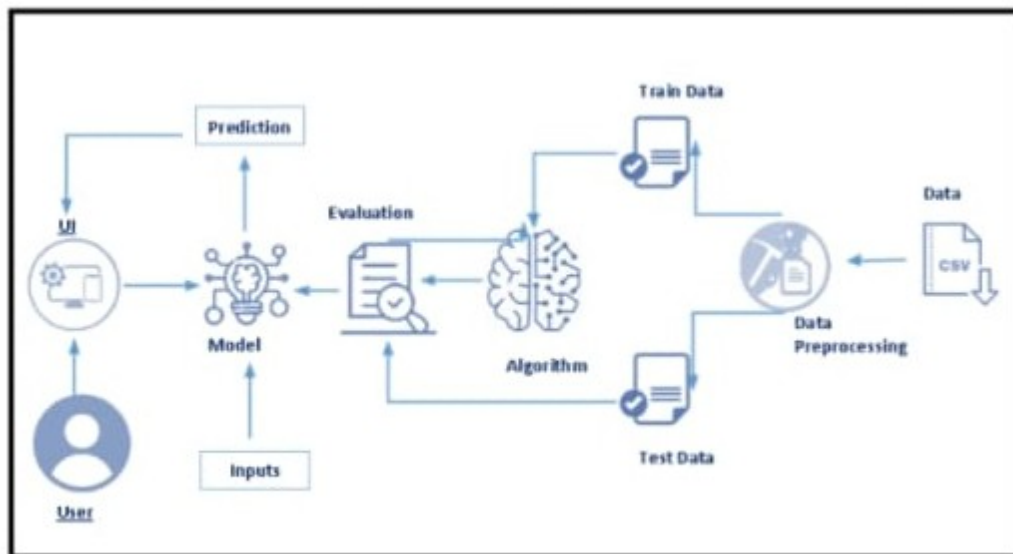 Train Data
Prediction
Data
UI
Evaluation
CSV
Model
Algorithm
Data
Preprocessing
Inputs
Test Data
User